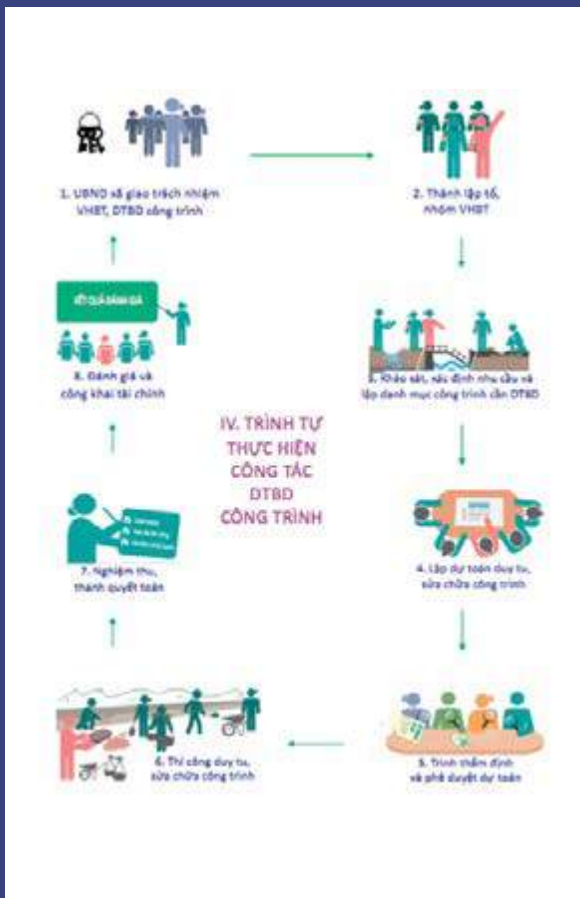 1. UBND xã giao trách nhiệm
VHBT, DTBD công trình
2. Thành lập tổ,
nhóm VHBT
3. Khảo sát, xác định nhu cầu và
lập danh mục công trình cần DTBD
4. Lập dự toán duy tu,
sửa chữa công trình
5. Trình thẩm định
và phê duyệt dự toán
6. Thi công duy tu,
sửa chữa công trình
7. Nghiệm thu,
thanh quyết toán
KẾT QUẢ ĐÁNH GIÁ
8. Đánh giá và
công khai tài chính
IV. TRÌNH TỰ
THỰC HIỆN
CÔNG TÁC
DTBD
CÔNG TRÌNH